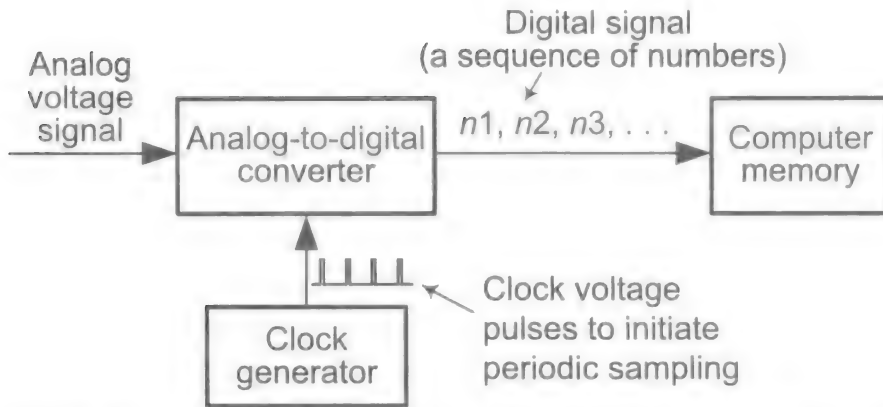 Digital signal
(a sequence of numbers)
Analog
voltage
signal
Analog-to-digital
converter
n1, n2, n3, . . .
Computer
memory
Clock
generator
Clock voltage
pulses to initiate
periodic sampling